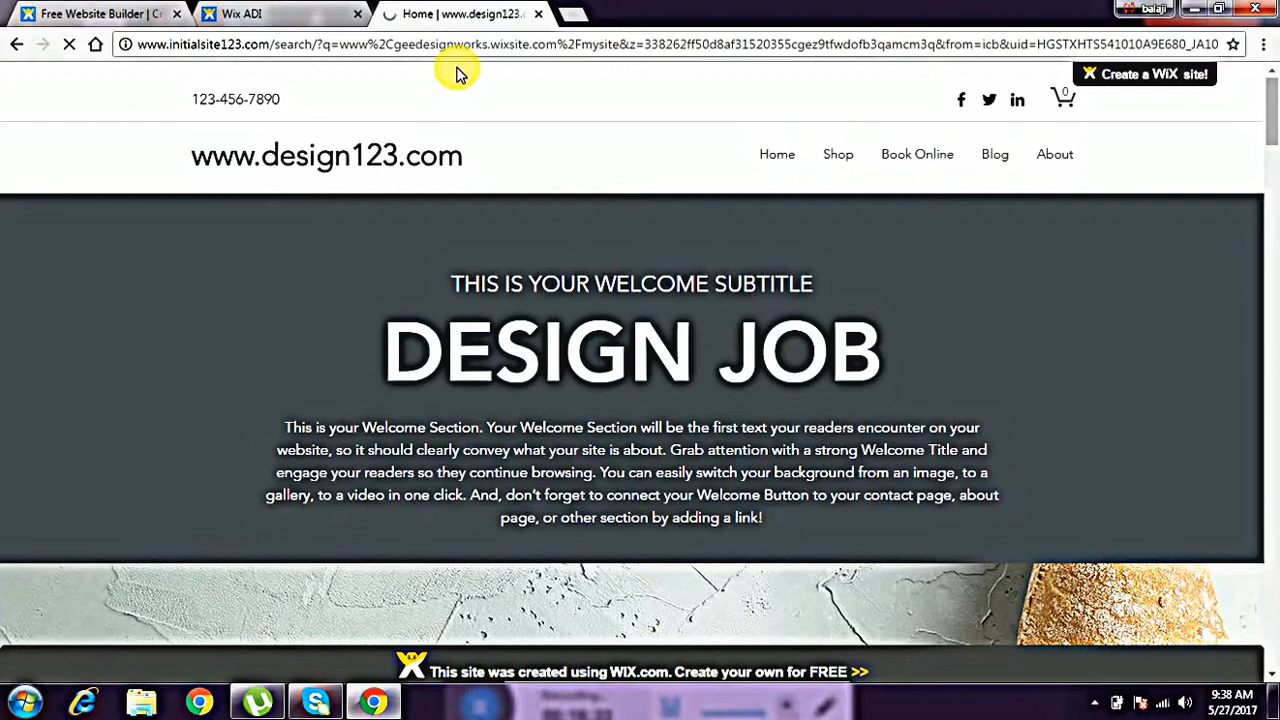 Free Website Builder | C
Wix ADI
Home | www.design123.
balaji
www.initialsite123.com/search/?q=www%2Cgeedesignworks.wixsite.com%2Fmysite&z=338262ff50d8af31520355cgez9tfwdofb3qamcm3q&from=icb&uid=HGSTXHTS541010A9E680_JA10
Create a WiX site!
123-456-7890
0
www.design123.com
Home
Shop
Book Online
Blog
About
THIS IS YOUR WELCOME SUBTITLE
DESIGN JOB
This is your Welcome Section. Your Welcome Section will be the first text your readers encounter on your
website, so it should clearly convey what your site is about. Grab attention with a strong Welcome Title and
engage your readers so they continue browsing. You can easily switch your background from an image, to a
gallery, to a video in one click. And, don't forget to connect your Welcome Button to your contact page, about
page, or other section by adding a link!
This site was created using WIX.com. Create your own for FREE >>
9:38 AM
5/27/2017